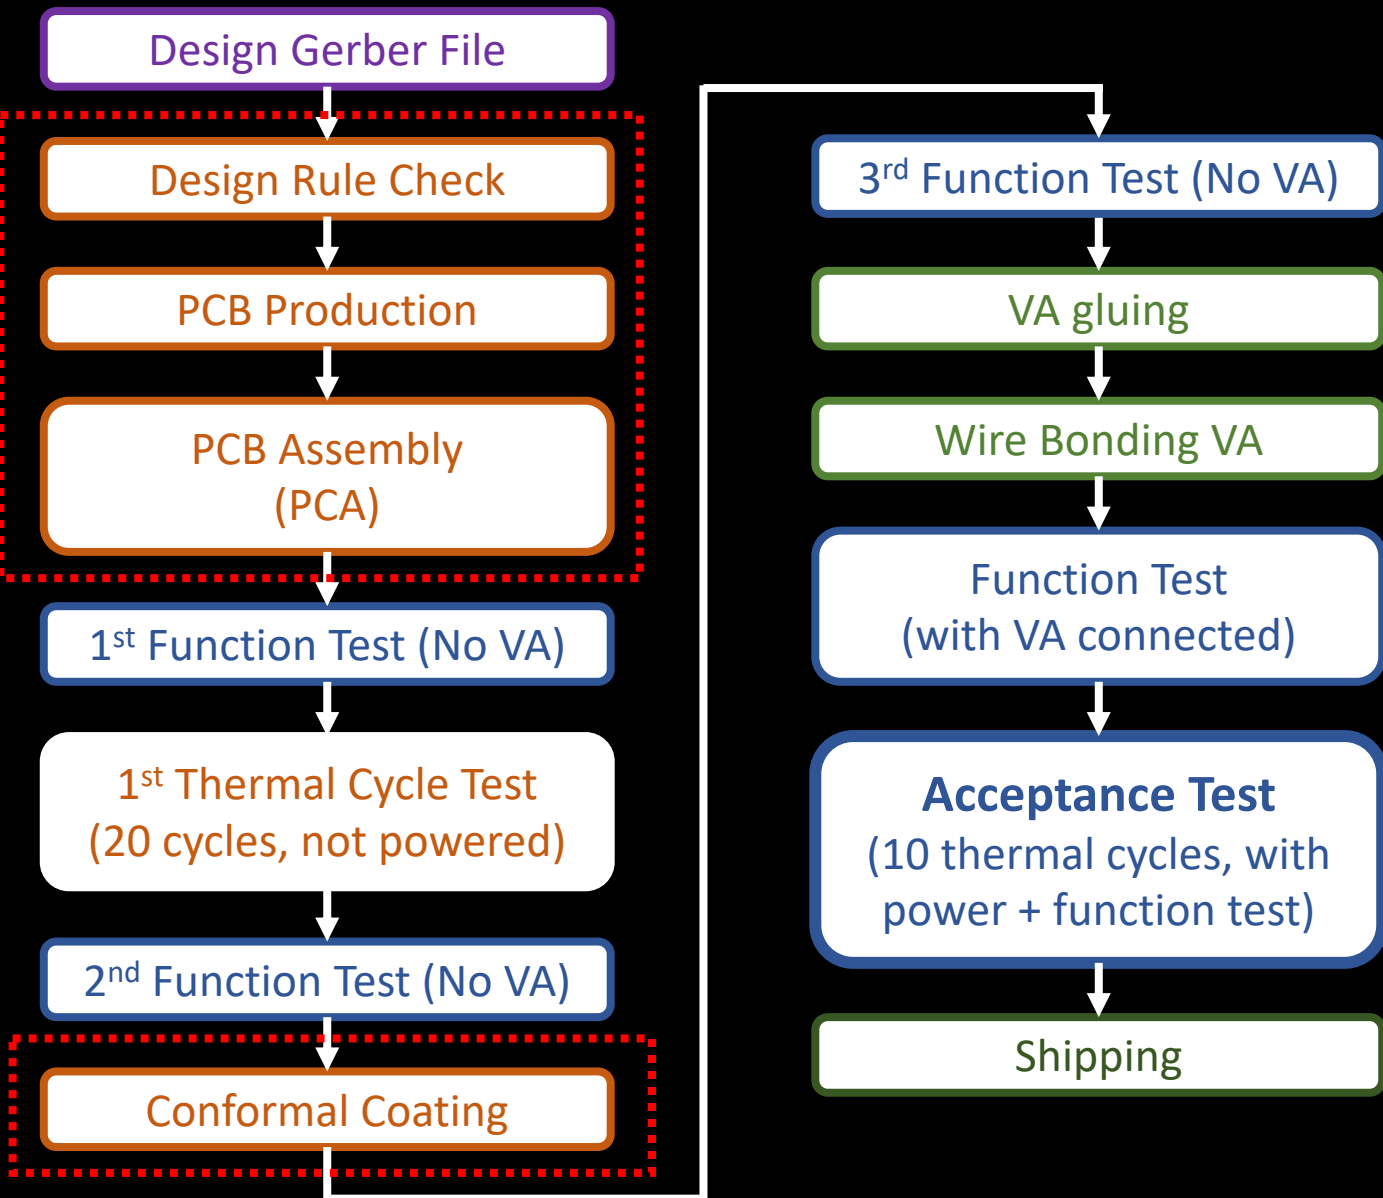 Design Gerber File
Design Rule Check
PCB Production
PCB Assembly
(PCA)
1st Function Test (No VA)
1st Thermal Cycle Test
(20 cycles, not powered)
2nd Function Test (No VA)
Conformal Coating
3rd Function Test (No VA)
VA gluing
Wire Bonding VA
Function Test
(with VA connected)
Acceptance Test
(10 thermal cycles, with
power + function test)
Shipping